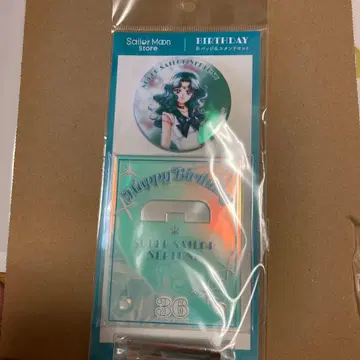 Sailor Moon
Store
BIRTHDAY
缶バッジ&スタンドセット
SUPER SAILOR NEPTUNE
Happy Birthday
SUPER SAILOR
NEPTUNE
36